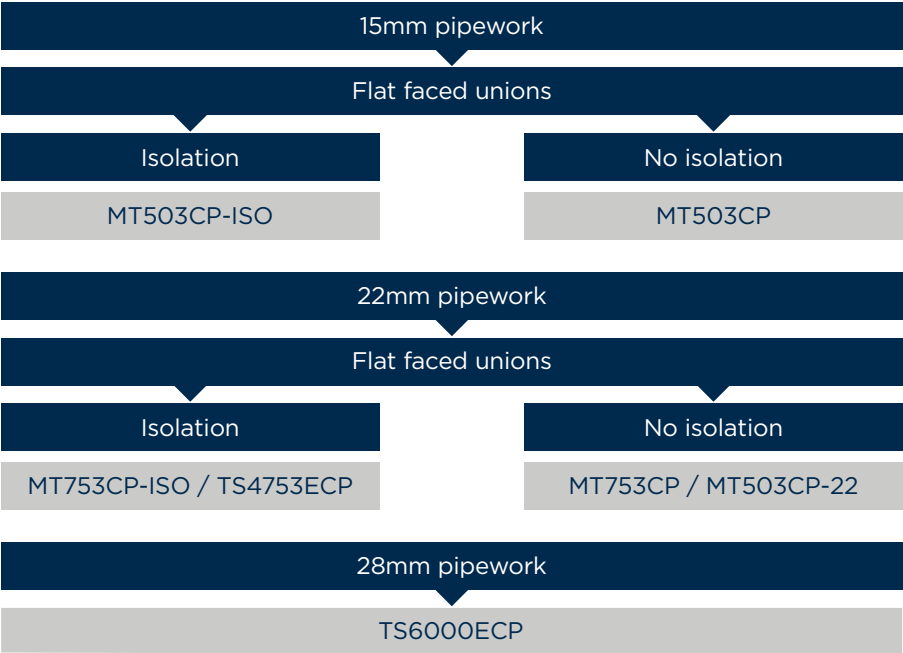 15mm pipework
Flat faced unions
Isolation
No isolation
MT503CP-ISO
MT503CP
22mm pipework
Flat faced unions
Isolation
No isolation
MT753CP-ISO / TS4753ECP
MT753CP / MT503CP-22
28mm pipework
TS6000ECP